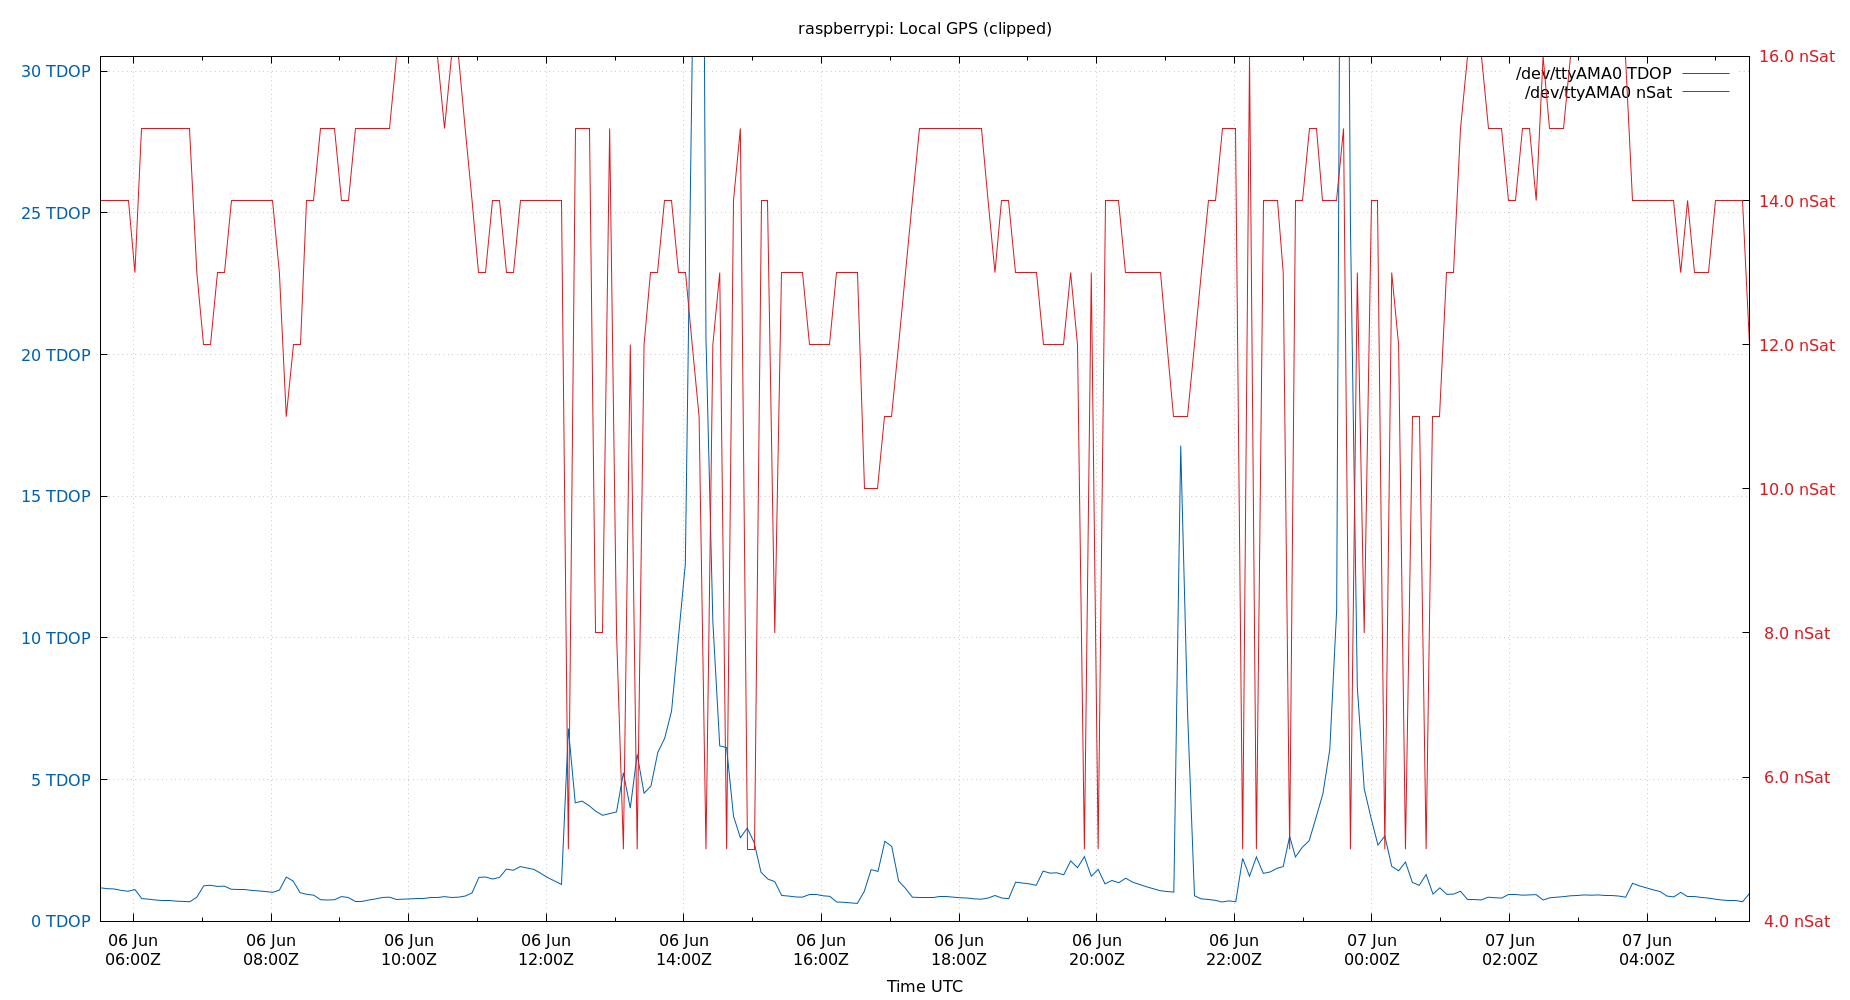 raspberrypi: Local GPS (clipped)
30 TDOP
25 TDOP
20 TDOP
15 TDOP
10 TDOP
5 TDOP
0 TDOP
16.0 nSat
14.0 nSat
12.0 nSat
10.0 nSat
8.0 nSat
6.0 nSat
4.0 nSat
/dev/ttyAMA0 TDOP
/dev/ttyAMA0 nSat
06 Jun
06:00Z
06 Jun
08:00Z
06 Jun
10:00Z
06 Jun
12:00Z
06 Jun
14:00Z
06 Jun
16:00Z
06 Jun
18:00Z
06 Jun
20:00Z
06 Jun
22:00Z
07 Jun
00:00Z
07 Jun
02:00Z
07 Jun
04:00Z
Time UTC